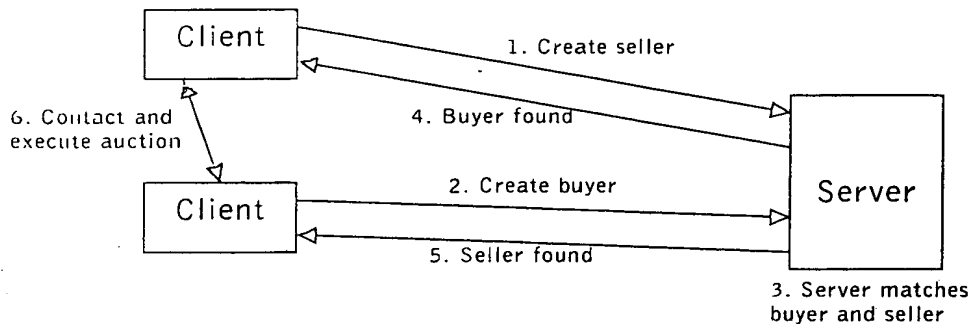 Client
1. Create seller
4. Buyer found
6. Contact and
execute auction
Client
2. Create buyer
5. Seller found
Server
3. Server matches
buyer and seller